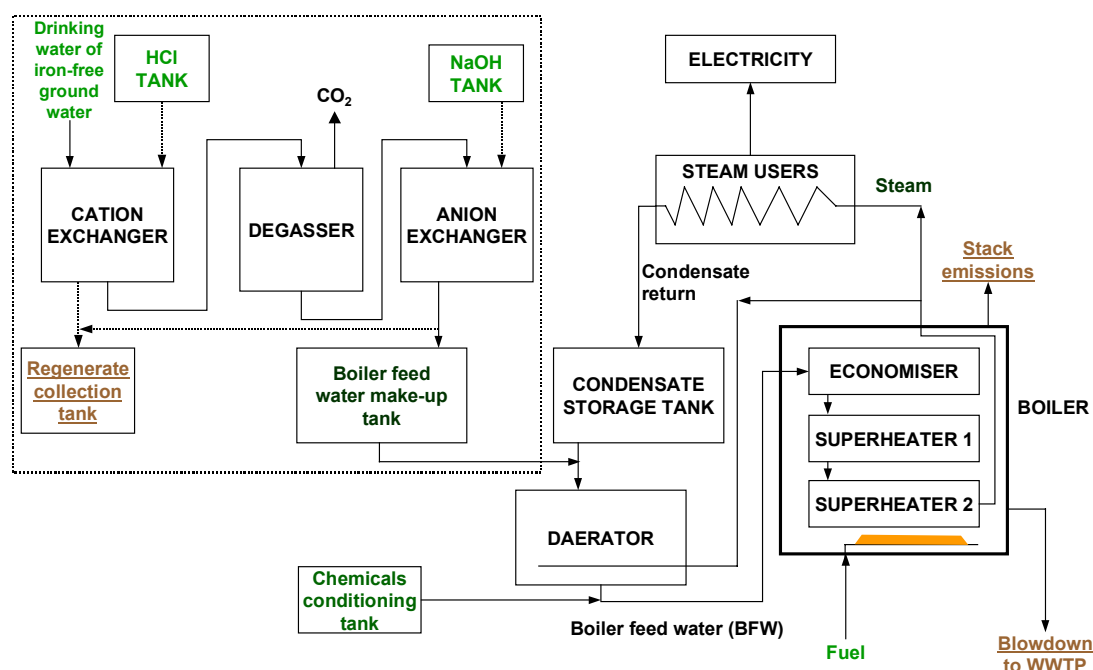 Drinking
water of
iron-free
ground
water
HCl
TANK
CO2
NaOH
TANK
ELECTRICITY
CATION
EXCHANGER
DEGASSER
ANION
EXCHANGER
STEAM USERS
Steam
Condensate
return
Stack
emissions
Regenerate
collection
tank
Boiler feed
water make-up
tank
CONDENSATE
STORAGE TANK
ECONOMISER
BOILER
SUPERHEATER 1
SUPERHEATER 2
DAERATOR
Chemicals
conditioning
tank
Boiler feed water (BFW)
Fuel
Blowdown
to WWTP